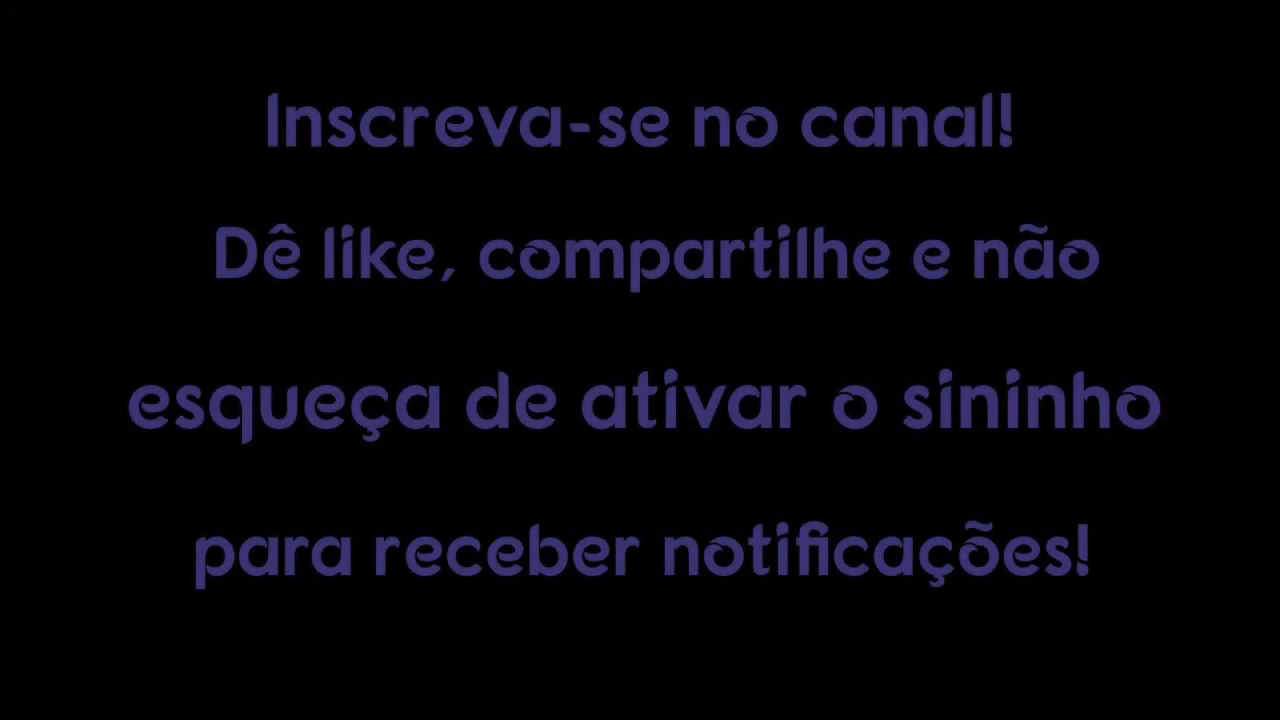 Inscreva-se no canal!
Dê like, compartilhe e não
esqueça de ativar o sininho
para receber notificações!